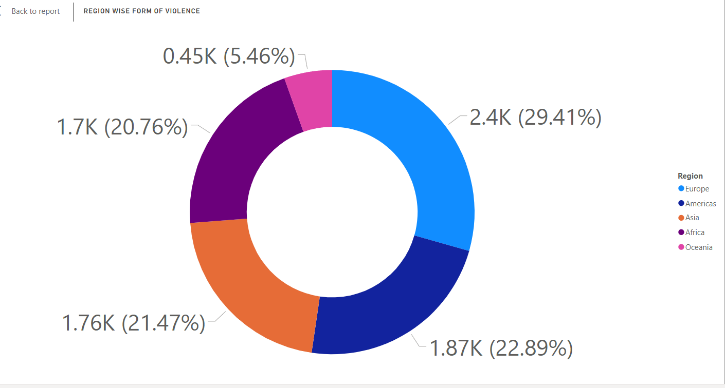 Back to report
REGION WISE FORM OF VIOLENCE
0.45K (5.46%)
2.4K (29.41%)
1.7K (20.76%)
1.76K (21.47%)
1.87K (22.89%)
Region
Europe
Americas
Asia
Africa
Oceania